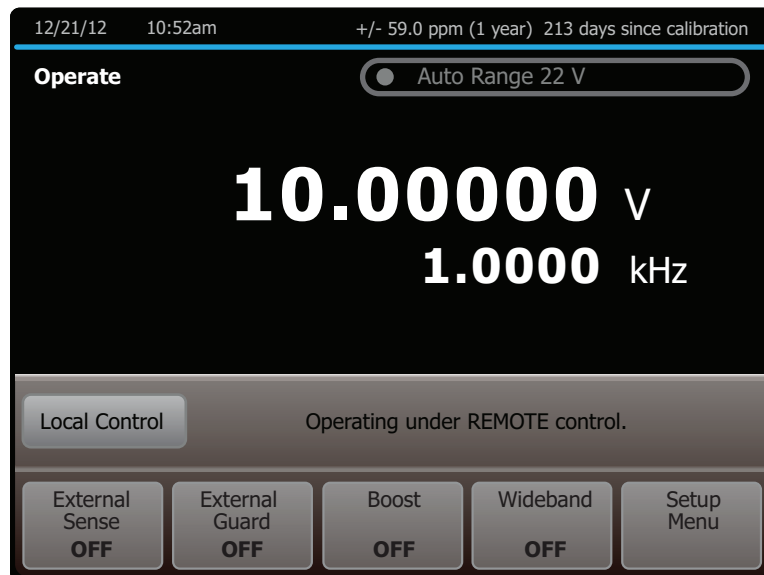 12/21/12 10:52am +/- 59.0 ppm (1 year) 213 days since calibration
Operate
Auto Range 22 V
10.00000 V
1.0000 kHz
Local Control
Operating under REMOTE control.
External Sense OFF
External Guard OFF
Boost OFF
Wideband OFF
Setup Menu